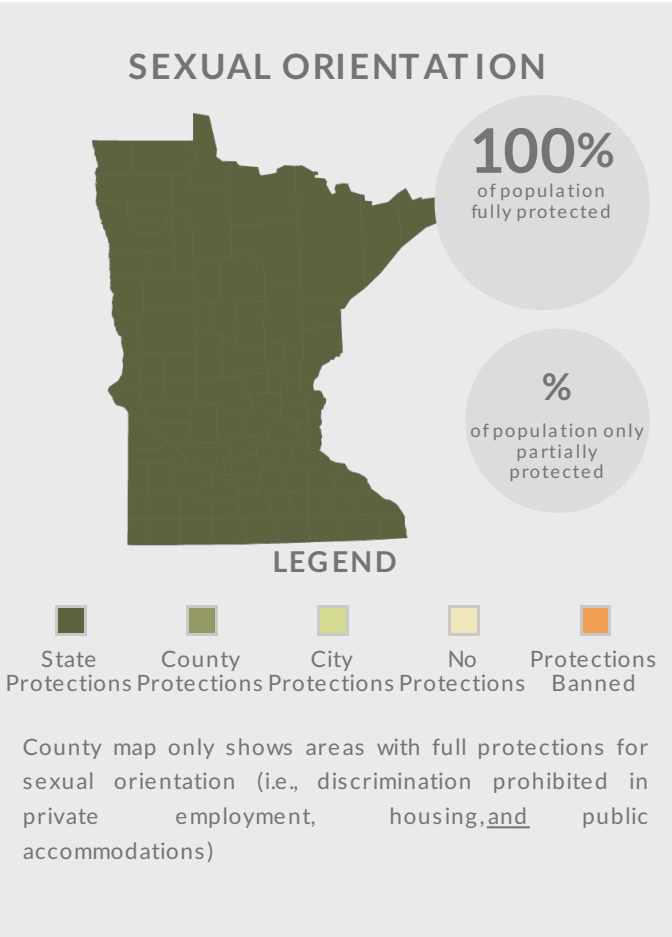 SEXUAL ORIENTATION
100%
of population
fully protected
%
of population only
partially
protected
LEGEND
State
Protections
County
Protections
City
Protections
No
Protections
Protections
Banned
County map only shows areas with full protections for
sexual orientation (i.e., discrimination prohibited in
private employment, housing,and public
accommodations)